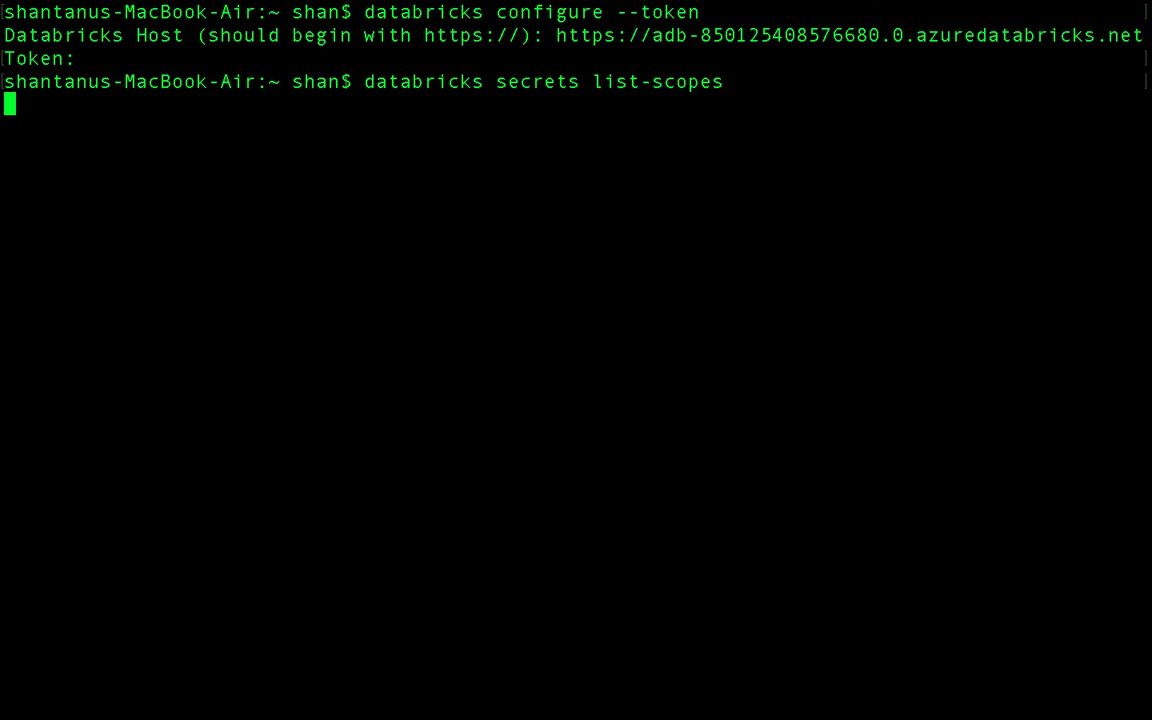 shantanus-MacBook-Air:~ shan$ databricks configure --token
Databricks Host (should begin with https://): https://adb-850125408576680.0.azuredatabricks.net
Token:
shantanus-MacBook-Air:~ shan$ databricks secrets list-scopes